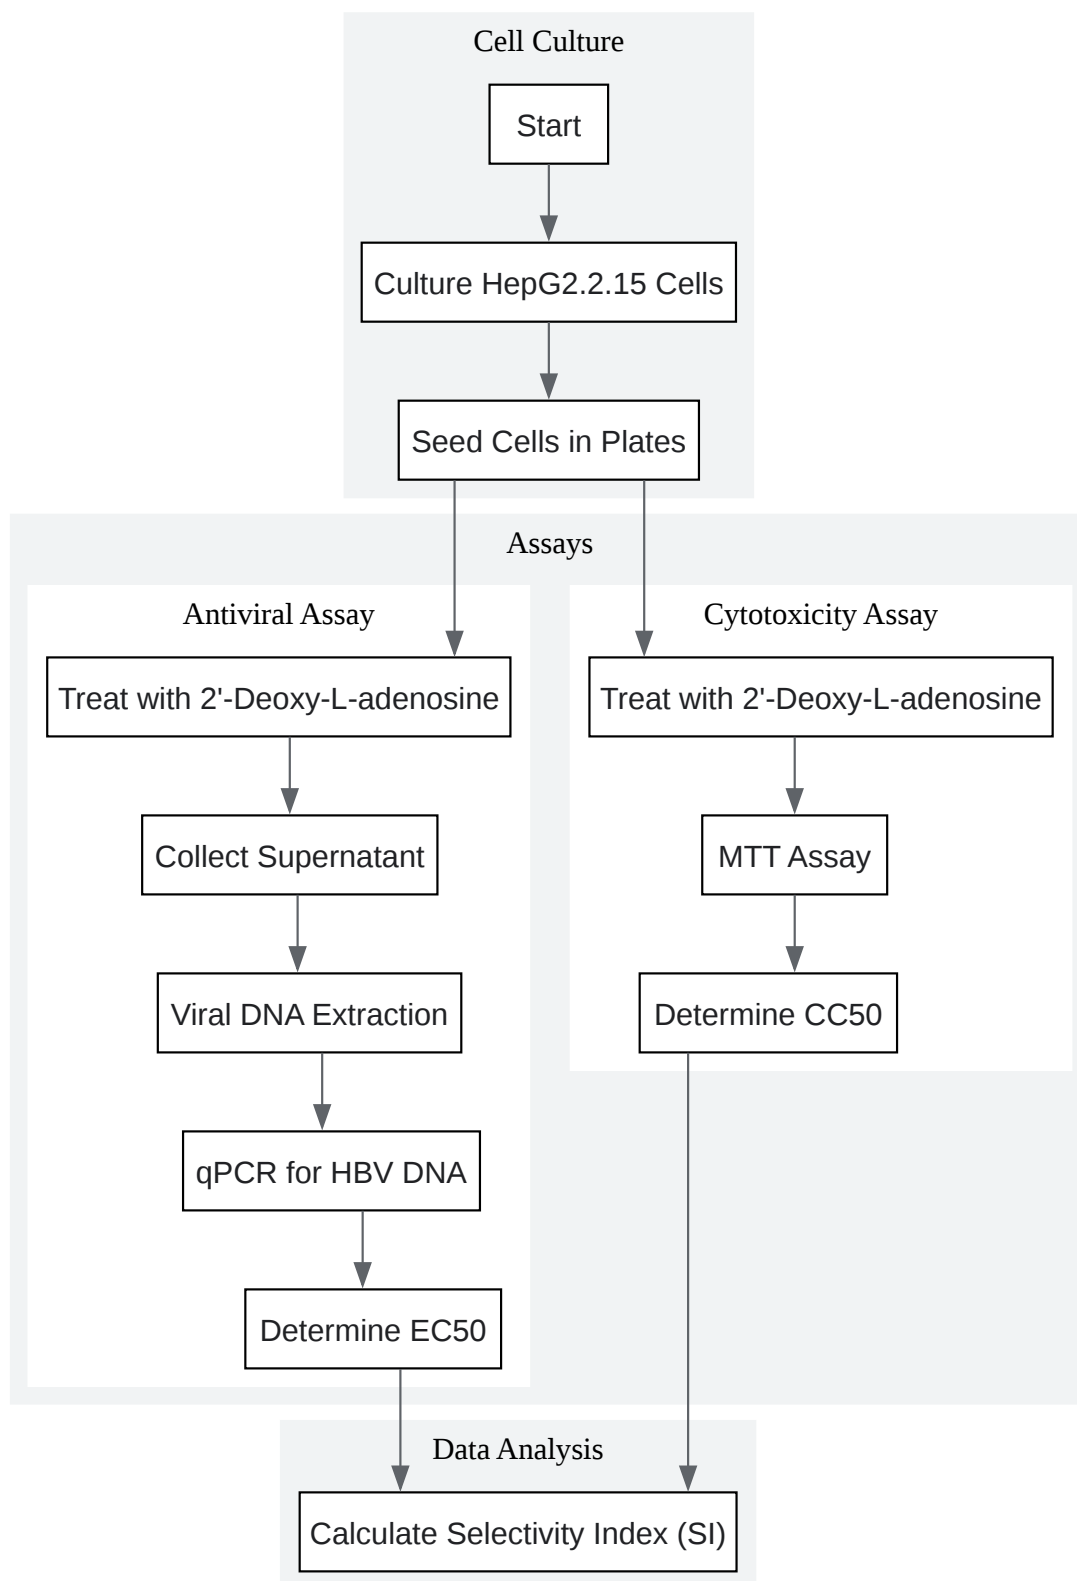 Cell Culture
Start
Culture HepG2.2.15 Cells
Seed Cells in Plates
Assays
Antiviral Assay
Treat with 2'-Deoxy-L-adenosine
Collect Supernatant
Viral DNA Extraction
qPCR for HBV DNA
Determine EC50
Cytotoxicity Assay
Treat with 2'-Deoxy-L-adenosine
MTT Assay
Determine CC50
Data Analysis
Calculate Selectivity Index (SI)